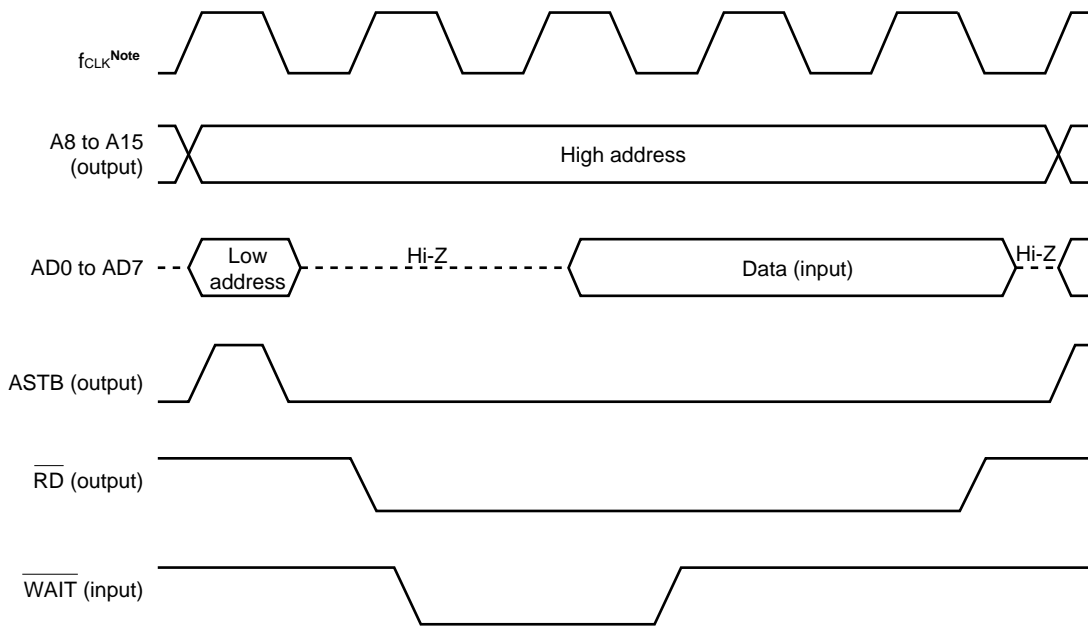 fCLKNote
A8 to A15
(output)
High address
AD0 to AD7
Low
address
Hi-Z
Data (input)
Hi-Z
ASTB (output)
RD (output)
WAIT (input)